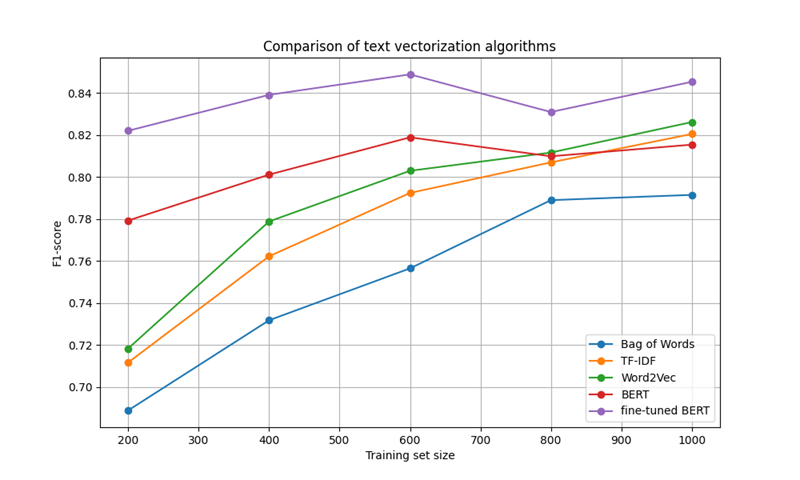 Comparison of text vectorization algorithms
F1-score
0.84
0.82
0.80
0.78
0.76
0.74
0.72
0.70
Bag of Words
TF-IDF
Word2Vec
BERT
fine-tuned BERT
200 300 400 500 600 700 800 900 1000
Training set size